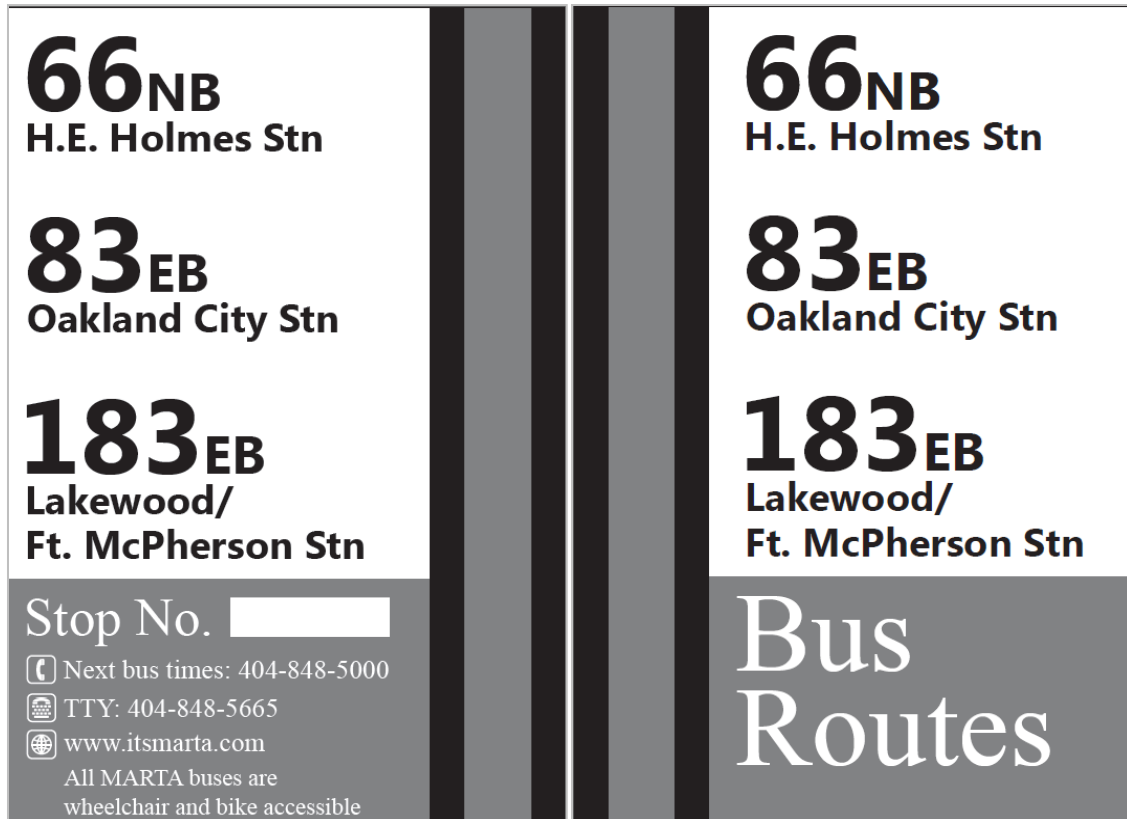 66NB
H.E. Holmes Stn
83EB
Oakland City Stn
183EB
Lakewood/
Ft. McPherson Stn
Stop No.
Next bus times: 404-848-5000
TTY: 404-848-5665
www.itsmarta.com
All MARTA buses are
wheelchair and bike accessible
66NB
H.E. Holmes Stn
83EB
Oakland City Stn
183EB
Lakewood/
Ft. McPherson Stn
Bus
Routes